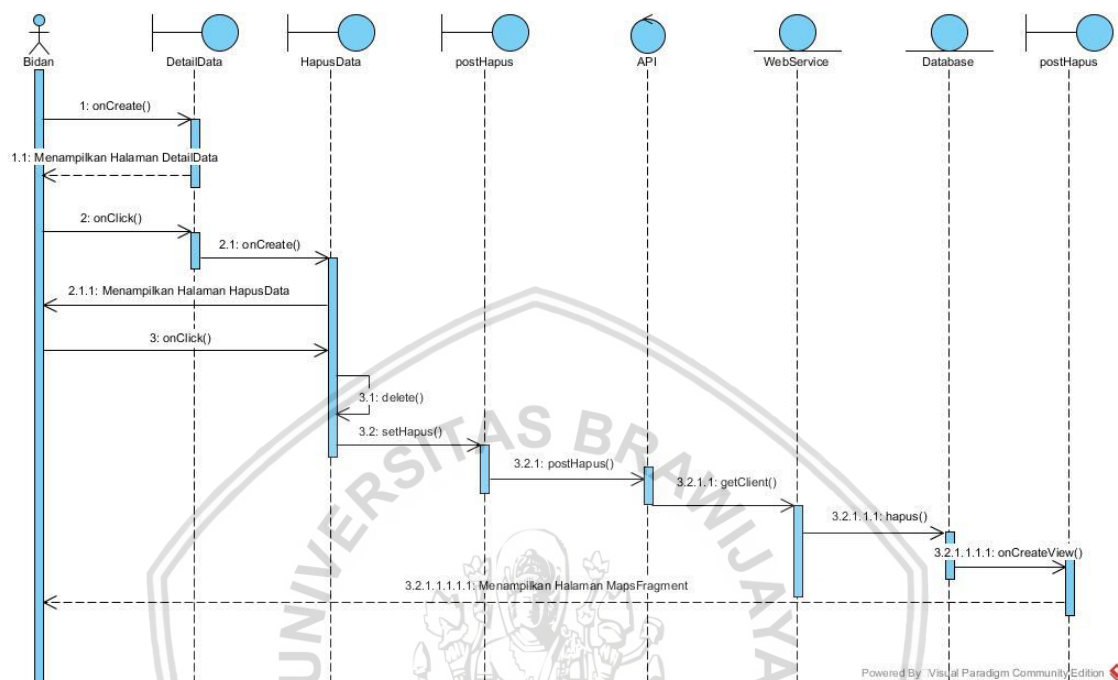 Bidan
DetailData
HapusData
postHapus
API
WebService
Database
postHapus
1: onCreate()
1.1: Menampilkan Halaman DetailData
2: onClick()
2.1: onCreate()
2.1.1: Menampilkan Halaman HapusData
3: onClick()
3.1: delete()
3.2: setHapus()
3.2.1: postHapus()
3.2.1.1: getClient()
3.2.1.1.1: hapus()
3.2.1.1.1.1: onCreateView()
3.2.1.1.1.1.1: Menampilkan Halaman MapsFragment
UNIVERSITAS BRAWIJAYA
Powered By Visual Paradigm Community Edition